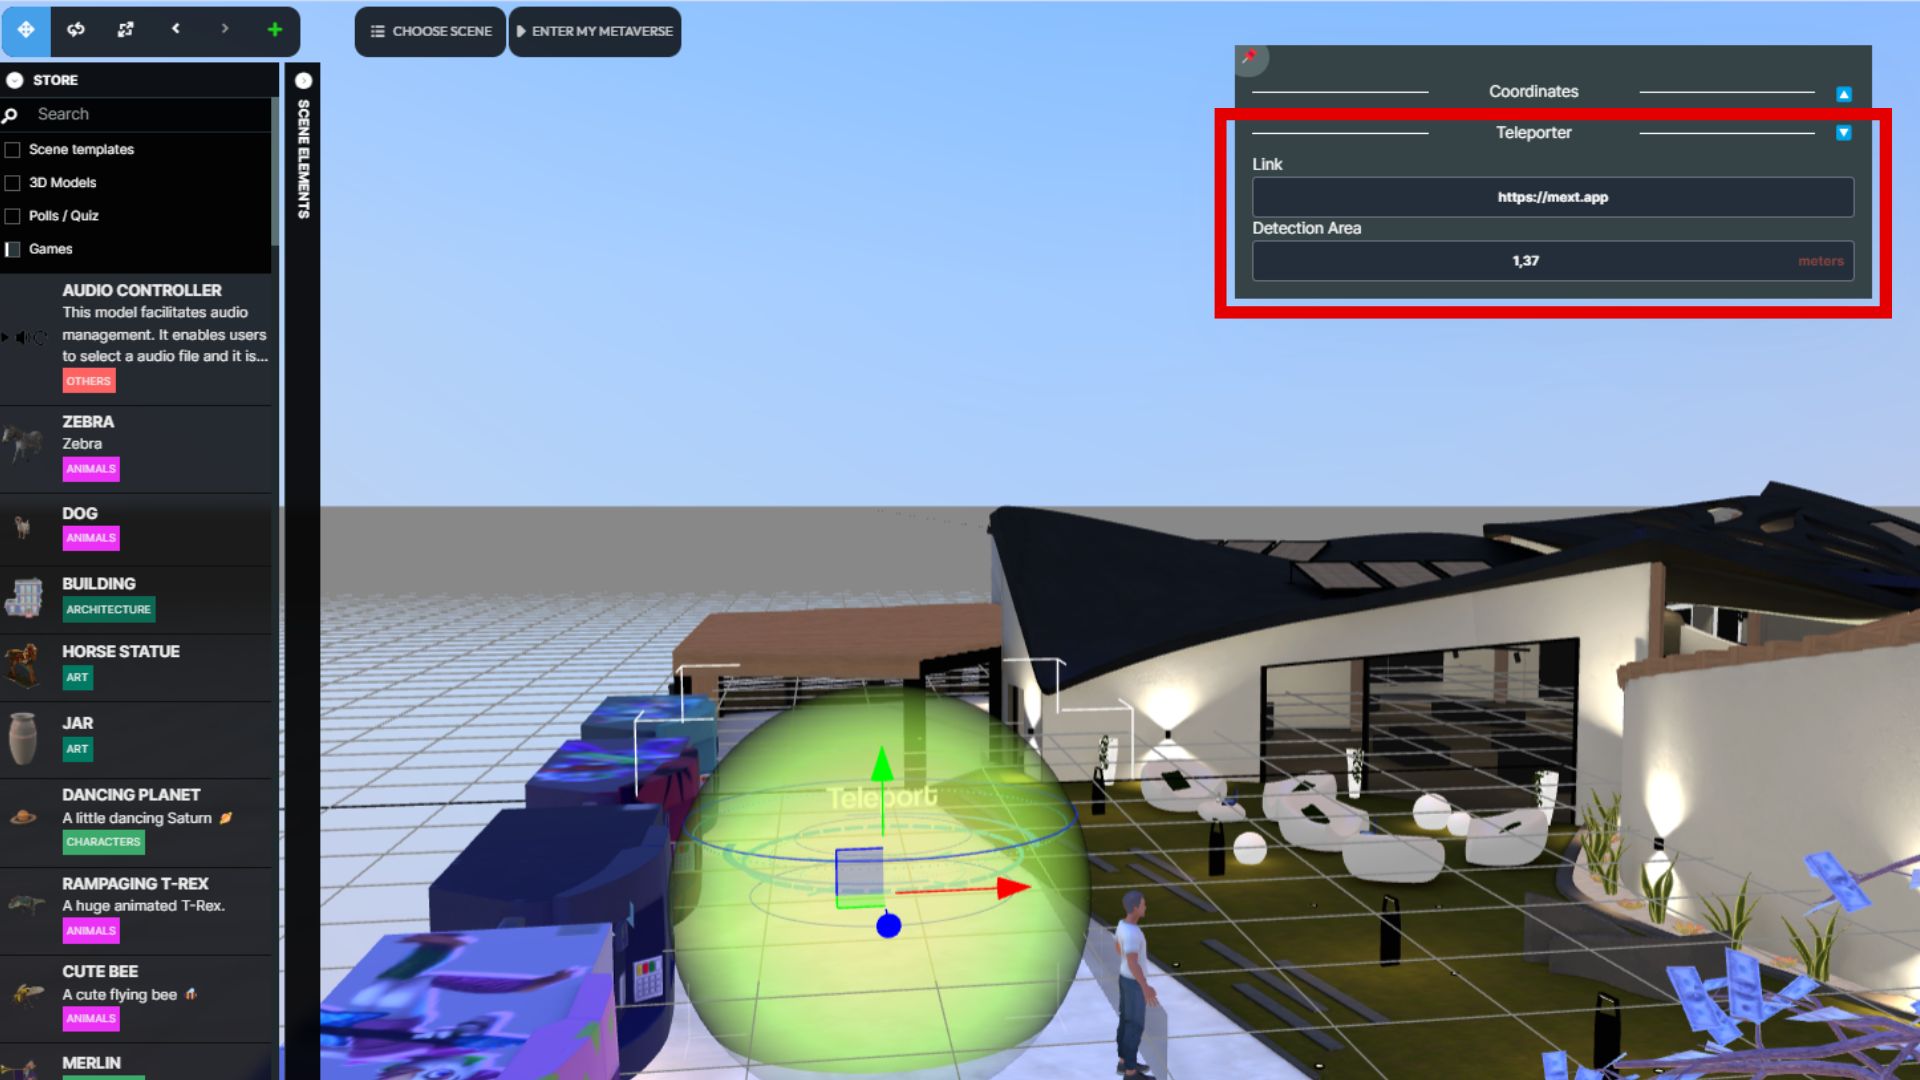 CHOOSE SCENE
ENTER MY METAVERSE
STORE
Search
Scene templates
3D Models
Polls / Quiz
Games
AUDIO CONTROLLER
This model facilitates audio
management. It enables users
to select a audio file and it is...
OTHERS
ZEBRA
Zebra
ANIMALS
DOG
ANIMALS
BUILDING
ARCHITECTURE
HORSE STATUE
ART
JAR
ART
DANCING PLANET
A little dancing Saturn 🪐
CHARACTERS
RAMPAGING T-REX
A huge animated T-Rex.
ANIMALS
CUTE BEE
A cute flying bee
ANIMALS
MERLIN
SCENE ELEMENTS
Coordinates
Teleporter
Link
https://mext.app
Detection Area
1,37 meters
Teleport